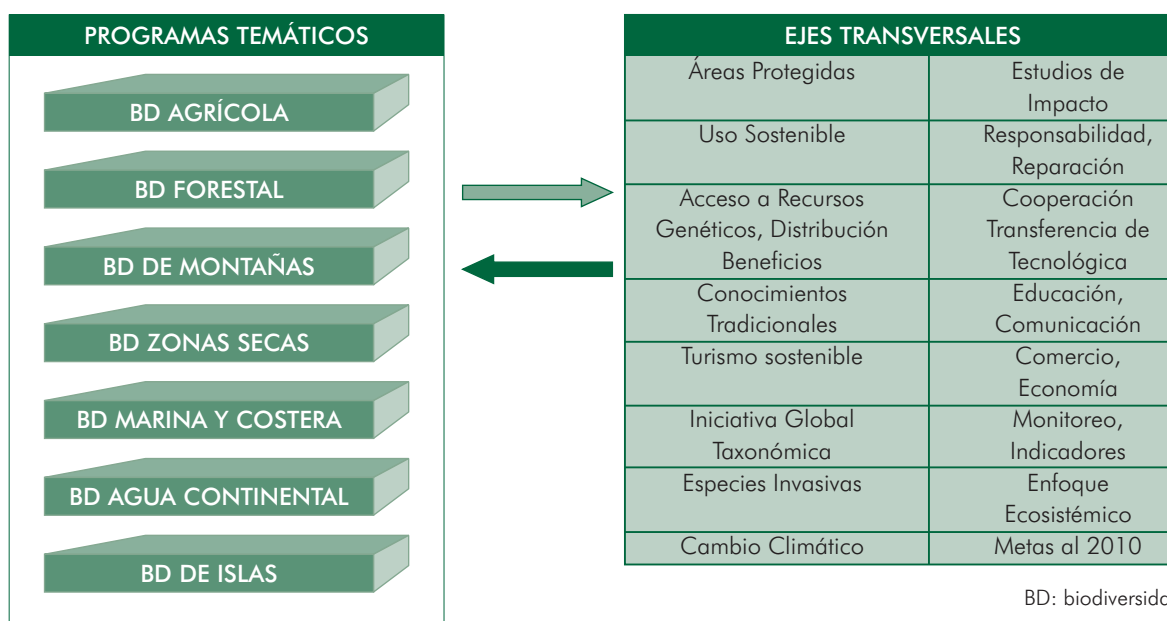 PROGRAMAS TEMÁTICOS
BD AGRÍCOLA
BD FORESTAL
BD DE MONTAÑAS
BD ZONAS SECAS
BD MARINA Y COSTERA
BD AGUA CONTINENTAL
BD DE ISLAS
EJES TRANSVERSALES
Áreas Protegidas
Estudios de
Impacto
Uso Sostenible
Responsabilidad,
Reparación
Acceso a Recursos
Genéticos, Distribución
Beneficios
Cooperación
Transferencia de
Tecnológica
Conocimientos
Tradicionales
Educación,
Comunicación
Turismo sostenible
Comercio,
Economía
Iniciativa Global
Taxonómica
Monitoreo,
Indicadores
Especies Invasivas
Enfoque
Ecosistémico
Cambio Climático
Metas al 2010
BD: